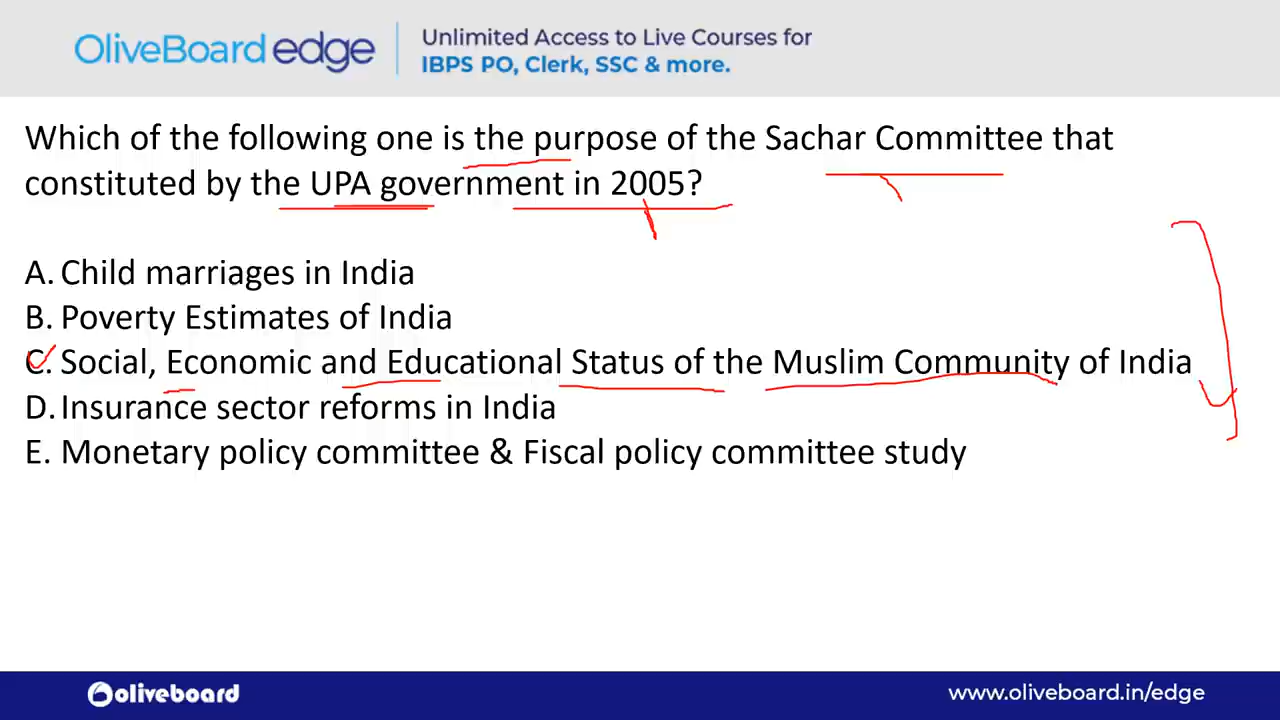 OliveBoard edge
Unlimited Access to Live Courses for
IBPS PO, Clerk, SSC & more.
Which of the following one is the purpose of the Sachar Committee that
constituted by the UPA government in 2005?
A. Child marriages in India
B. Poverty Estimates of India
C. Social, Economic and Educational Status of the Muslim Community of India
D. Insurance sector reforms in India
E. Monetary policy committee & Fiscal policy committee study
oliveboard
www.oliveboard.in/edge